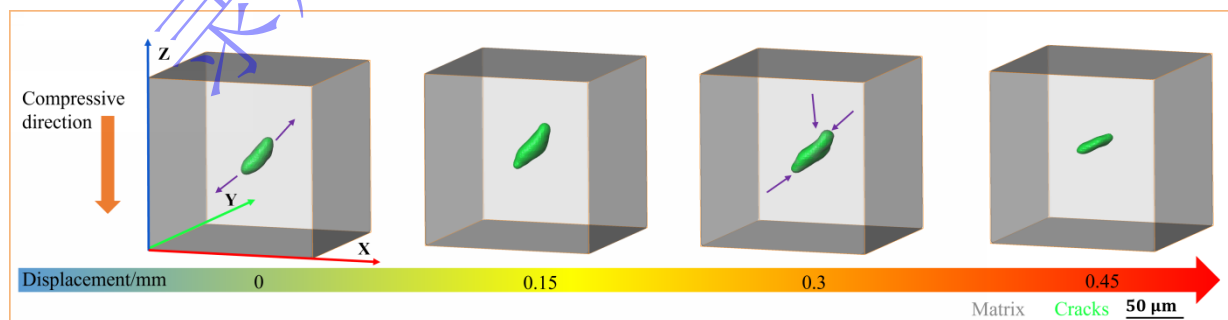 Z
Compressive
direction
Y
X
Displacement/mm 0 0.15 0.3 0.45
Matrix Cracks 50 μm